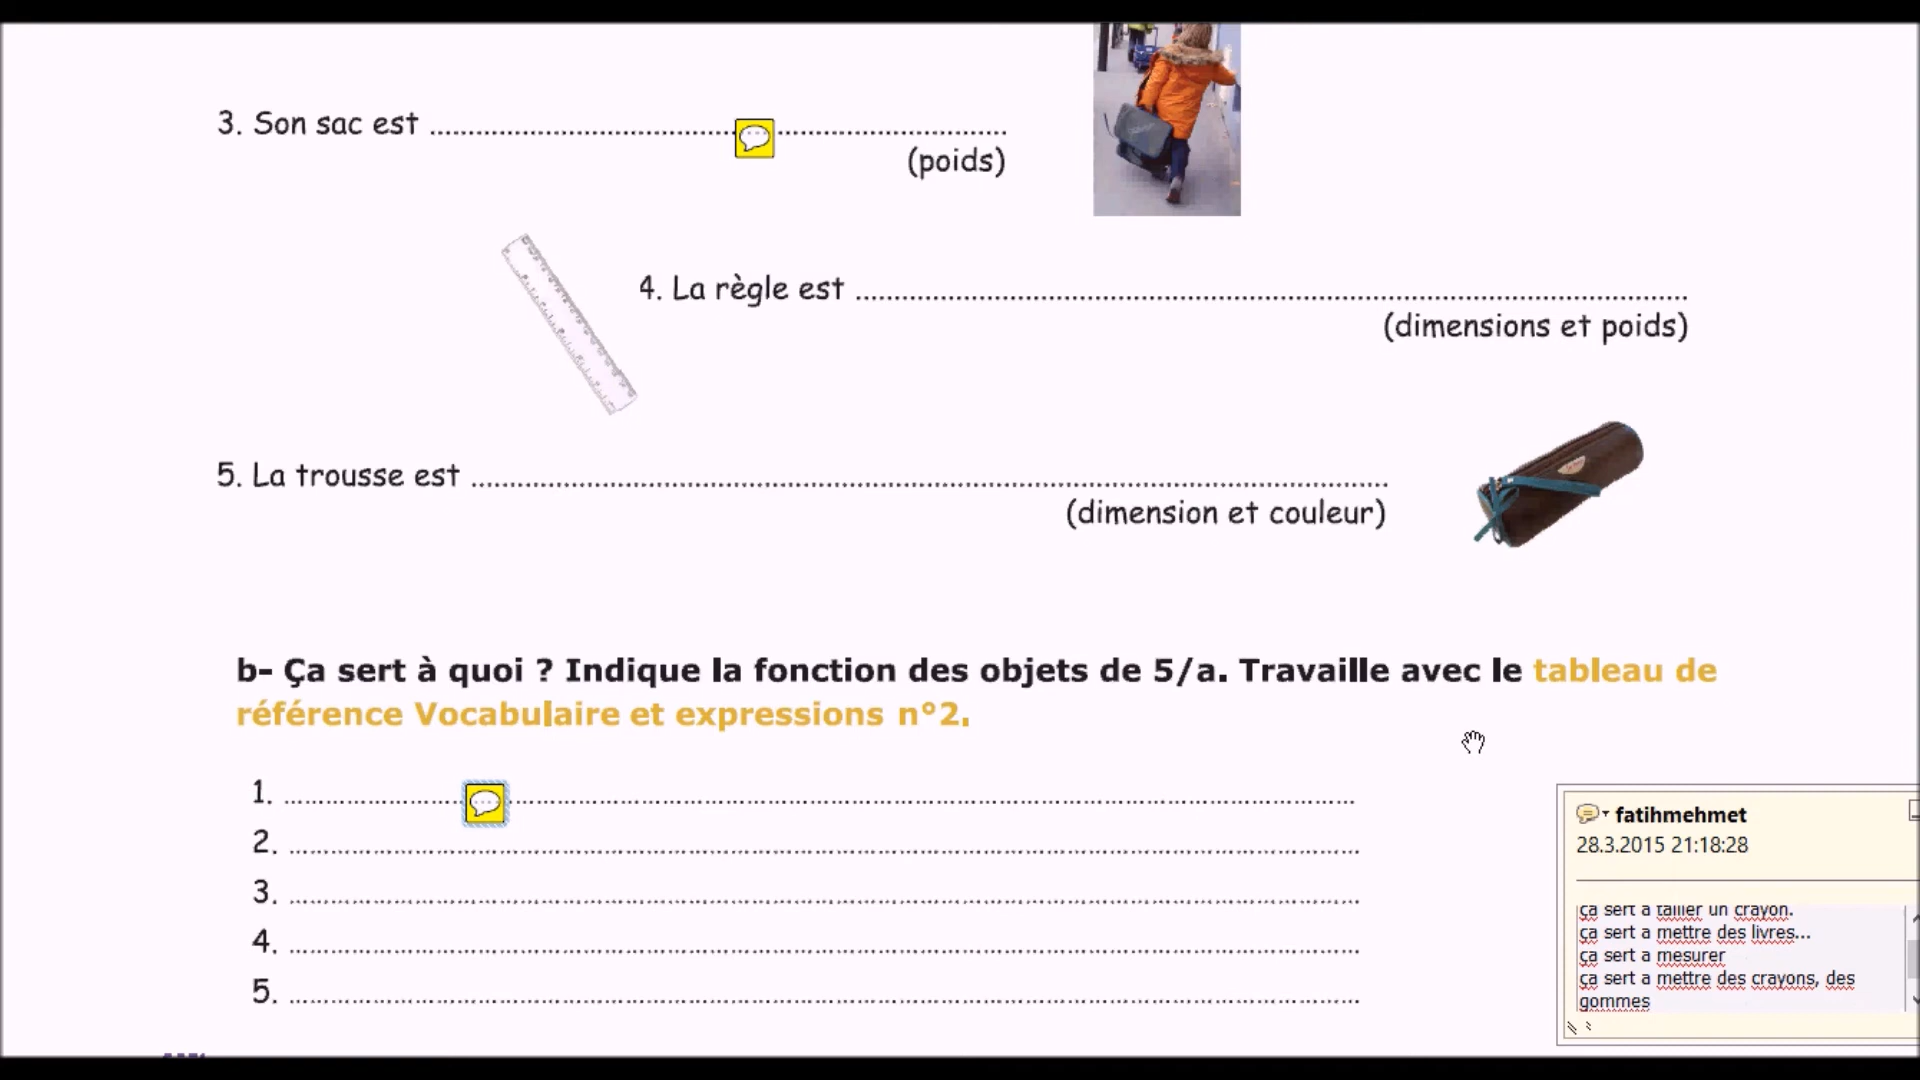 3. Son sac est ..........................................................................
(poids)
4. La règle est ..........................................................................................................
(dimensions et poids)
5. La trousse est ....................................................................................................................
(dimension et couleur)
b- Ça sert à quoi ? Indique la fonction des objets de 5/a. Travaille avec le tableau de
référence Vocabulaire et expressions n°2.
1. ..........................................................................................................................................
2. ..........................................................................................................................................
3. ..........................................................................................................................................
4. ..........................................................................................................................................
5. ..........................................................................................................................................
fatihmehmet
28.3.2015 21:18:28
ça sert a tailler un crayon.
ça sert a mettre des livres...
ça sert a mesurer
ça sert a mettre des crayons, des
gommes